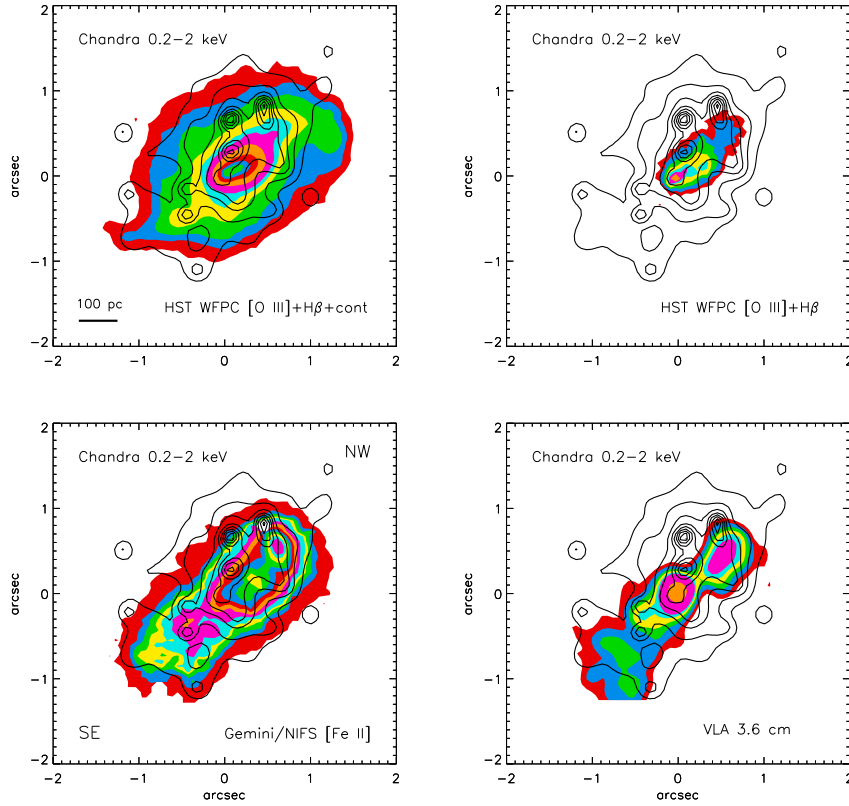 2
1
0
−1
−2
arcsec
Chandra 0.2−2 keV
100 pc
HST WFPC [O III]+Hβ+cont
−2 −1 0 1 2
2
1
0
−1
−2
arcsec
Chandra 0.2−2 keV
HST WFPC [O III]+Hβ
−2 −1 0 1 2
2
1
0
−1
−2
arcsec
Chandra 0.2−2 keV
NW
SE
Gemini/NIFS [Fe II]
−2 −1 0 1 2
arcsec
2
1
0
−1
−2
arcsec
Chandra 0.2−2 keV
VLA 3.6 cm
−2 −1 0 1 2
arcsec